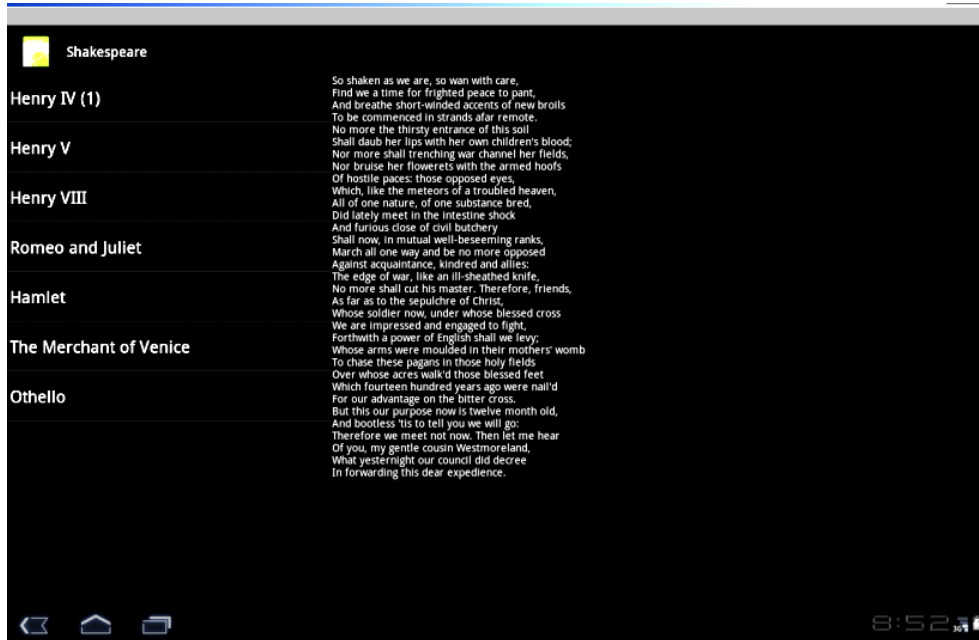 Shakespeare
Henry IV (1)
Henry V
Henry VIII
Romeo and Juliet
Hamlet
The Merchant of Venice
Othello
So shaken as we are, so wan with care,
Find we a time for frighted peace to pant,
And breathe short-winded accents of new broils
To be commenced in strands afar remote.
No more the thirsty entrance of this soil
Shall daub her lips with her own children's blood;
Nor more shall trenching war channel her fields,
Nor bruise her flowerets with the armed hoofs
Of hostile paces: those opposed eyes,
Which, like the meteors of a troubled heaven,
All of one nature, of one substance bred,
Did lately meet in the intestine shock
And furious close of civil butchery
Shall now, in mutual well-beseeming ranks,
March all one way and be no more opposed
Against acquaintance, kindred and allies:
The edge of war, like an ill-sheathed knife,
No more shall cut his master. Therefore, friends,
As far as to the sepulchre of Christ,
Whose soldier now, under whose blessed cross
We are impressed and engaged to fight,
Forthwith a power of English shall we levy;
Whose arms were moulded in their mothers' womb
To chase these pagans in those holy fields
Over whose acres walk'd those blessed feet
Which fourteen hundred years ago were nail'd
For our advantage on the bitter cross.
But this our purpose now is twelve month old,
And bootless 'tis to tell you we will go:
Therefore we meet not now. Then let me hear
Of you, my gentle cousin Westmoreland,
What yesternight our council did decree
In forwarding this dear expedience.
8:52
3G